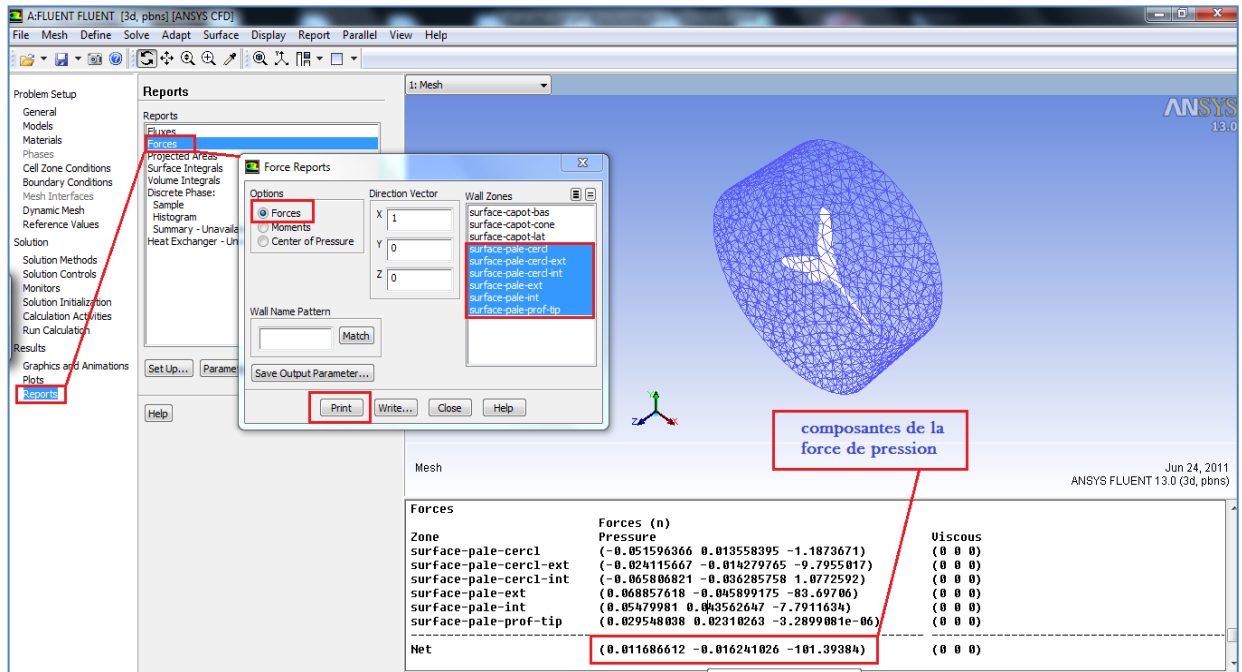 A:FLUENT FLUENT [3d, pbns] [ANSYS CFD]
File Mesh Define Solve Adapt Surface Display Report Parallel View Help
Problem Setup
General
Models
Materials
Phases
Cell Zone Conditions
Boundary Conditions
Mesh Interfaces
Dynamic Mesh
Reference Values
Solution
Solution Methods
Solution Controls
Monitors
Solution Initialization
Calculation Activities
Run Calculation
Results
Graphics and Animations
Plots
Reports
Reports
Reports
Fluxes
Forces
Projected Areas
Surface Integrals
Volume Integrals
Discrete Phase:
Sample
Histogram
Summary - Unavaila
Heat Exchanger - Un
Set Up...
Parame
Help
Force Reports
Options
Forces
Moments
Center of Pressure
Direction Vector
X 1
Y 0
Z 0
Wall Zones
surface-capot-bas
surface-capot-cone
surface-capot-lat
surface-pale-cercl
surface-pale-cercl-ext
surface-pale-cercl-int
surface-pale-ext
surface-pale-int
surface-pale-prof-tip
Wall Name Pattern
Match
Save Output Parameter...
Print
Write...
Close
Help
1: Mesh
ANSYS
13.0
Y
Z
X
composantes de la
force de pression
Mesh
Jun 24, 2011
ANSYS FLUENT 13.0 (3d, pbns)
Forces
Forces (n)
Zone Pressure Viscous
surface-pale-cercl (-0.051596366 0.013558395 -1.1873671) (0 0 0)
surface-pale-cercl-ext (-0.024115667 -0.014279765 -9.7955017) (0 0 0)
surface-pale-cercl-int (-0.065806821 -0.036285758 1.0772592) (0 0 0)
surface-pale-ext (0.068857618 -0.045899175 -83.69706) (0 0 0)
surface-pale-int (0.05479981 0.043562647 -7.7911634) (0 0 0)
surface-pale-prof-tip (0.029548038 0.02310263 -3.2899081e-06) (0 0 0)
Net (0.011686612 -0.016241026 -101.39384) (0 0 0)